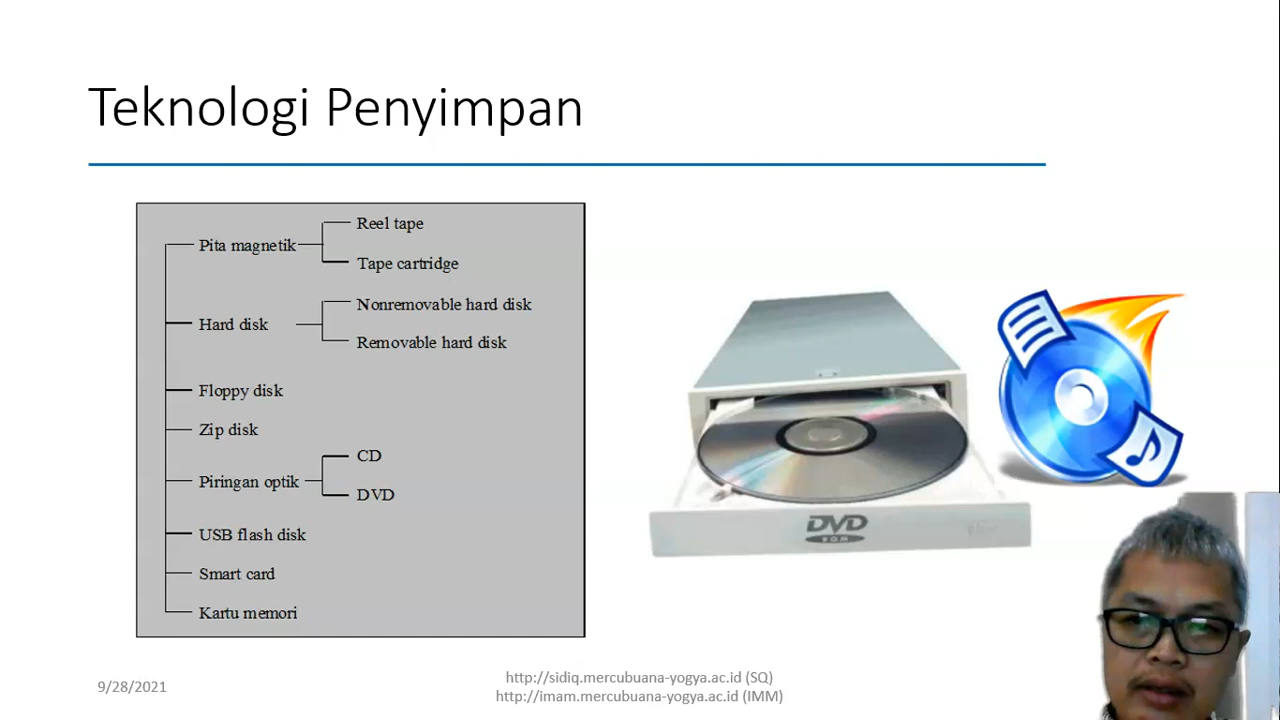 Teknologi Penyimpan
Pita magnetik
Reel tape
Tape cartridge
Hard disk
Nonremovable hard disk
Removable hard disk
Floppy disk
Zip disk
Piringan optik
CD
DVD
USB flash disk
Smart card
Kartu memori
DVD
ROM
9/28/2021
http://sidiq.mercubuana-yogya.ac.id (SQ)
http://imam.mercubuana-yogya.ac.id (IMM)